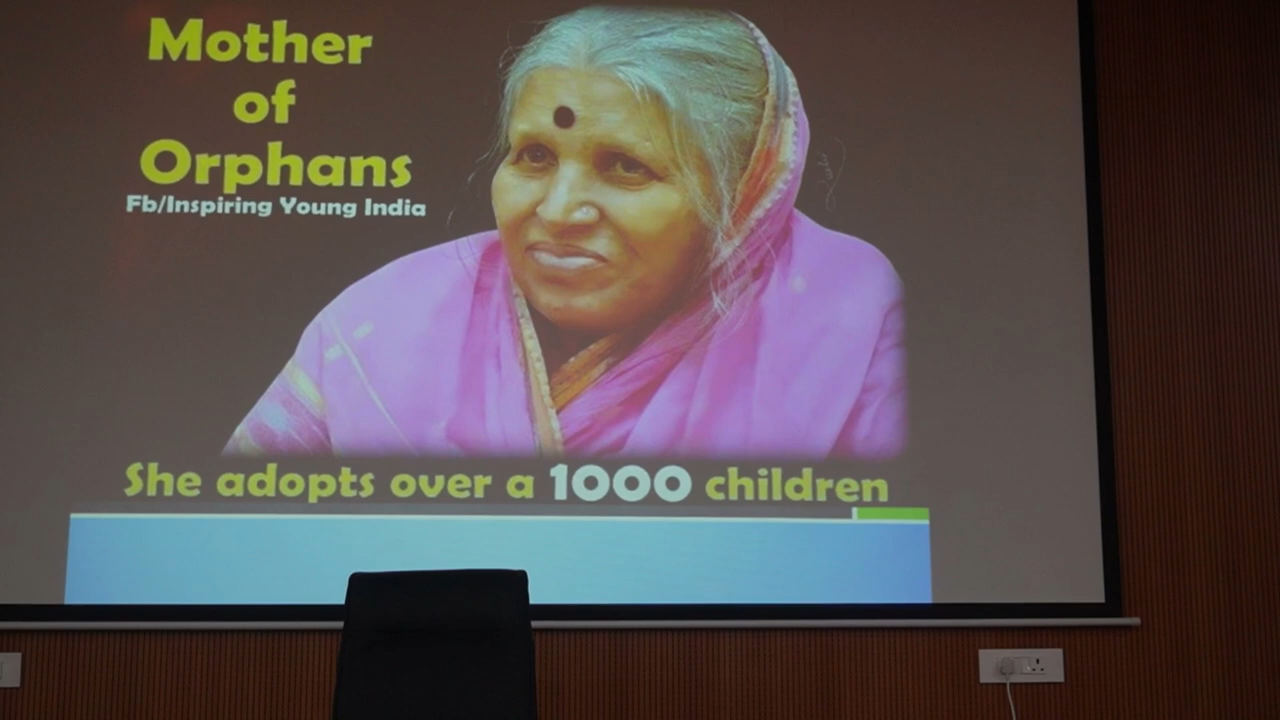 Mother
of
Orphans
Fb/Inspiring Young India
She adopts over a 1000 children